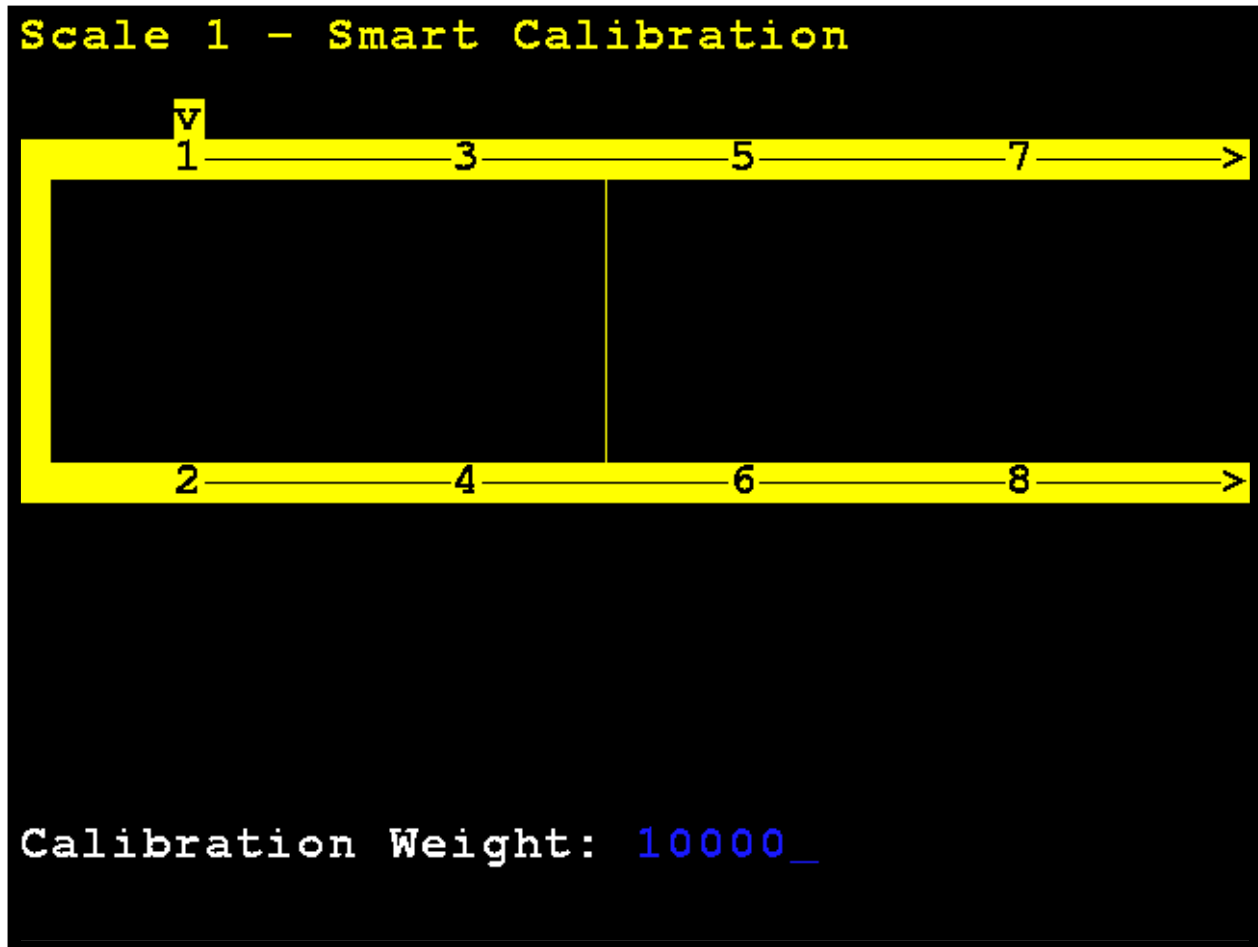 Scale 1 - Smart Calibration
v
1 3 5 7 >
2 4 6 8 >
Calibration Weight: 10000_